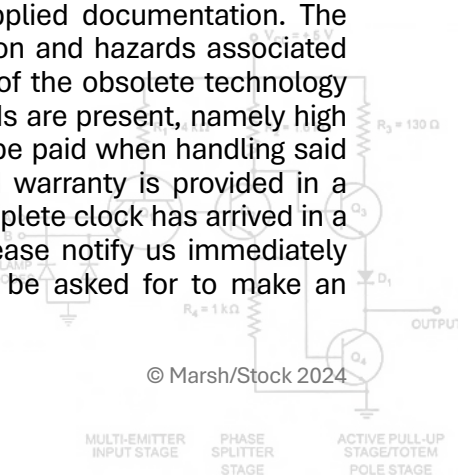 pplied documentation. The
on and hazards associated
of the obsolete technology
ds are present, namely high
be paid when handling said
warranty is provided in a
plete clock has arrived in a
ease notify us immediately
be asked for to make an
© Marsh/Stock 2024
R₃ = 130 Ω
Q₃
D₁
R₄ = 1 kΩ
OUTPUT
Q₄
MULTI-EMITTER
INPUT STAGE
PHASE
SPLITTER
STAGE
ACTIVE PULL-UP
STAGE/TOTEM
POLE STAGE